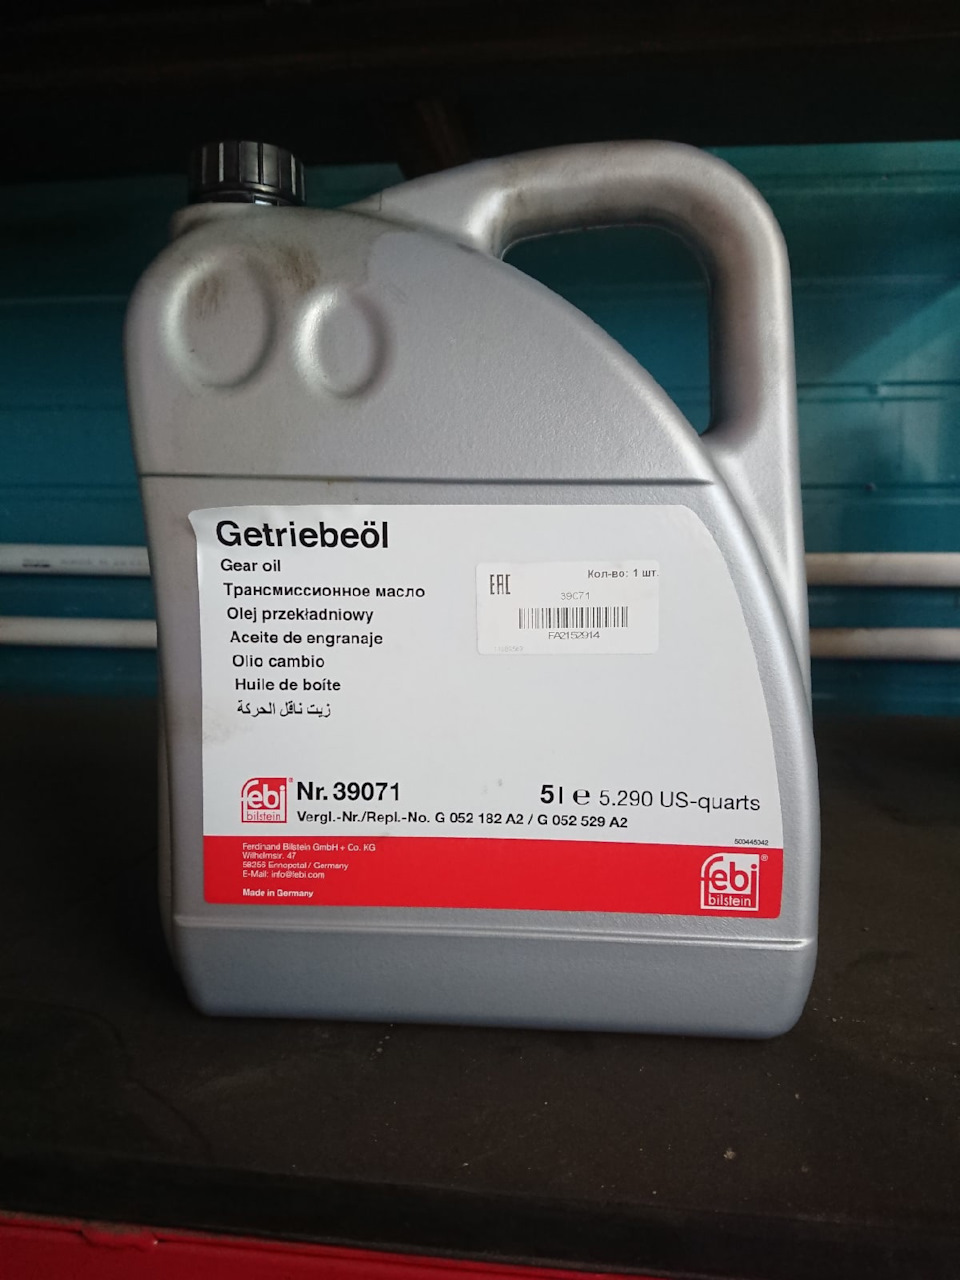 Getriebeöl
Gear oil
Трансмиссионное масло
Olej przekładniowy
Aceite de engranaje
Olio cambio
Huile de boîte
زيت ناقل الحركة
EAC
Кол-во: 1 шт.
39071
FA2152914
febi
bilstein
Nr. 39071
5 l e 5.290 US-quarts
Vergl.-Nr./Repl.-No. G 052 182 A2 / G 052 529 A2
503445342
Ferdinand Bilstein GmbH + Co. KG
Wilhelmstr. 47
58256 Ennepetal / Germany
E-Mail: info@febi.com
Made in Germany
febi
bilstein